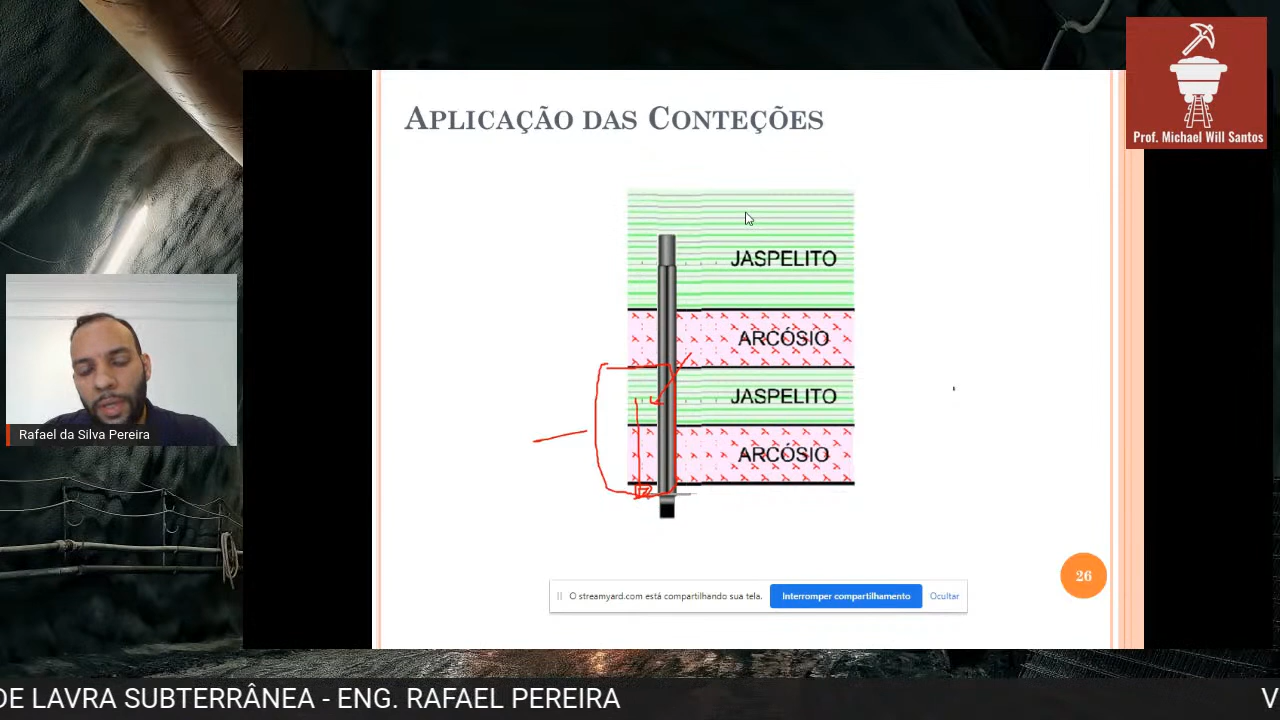 Prof. Michael Will Santos
APLICAÇÃO DAS CONTEÇÕES
JASPELITO
ARCÓSIO
JASPELITO
ARCÓSIO
Rafael da Silva Pereira
26
O streamyard.com está compartilhando sua tela. Interromper compartilhamento Ocultar
DE LAVRA SUBTERRÂNEA - ENG. RAFAEL PEREIRA V